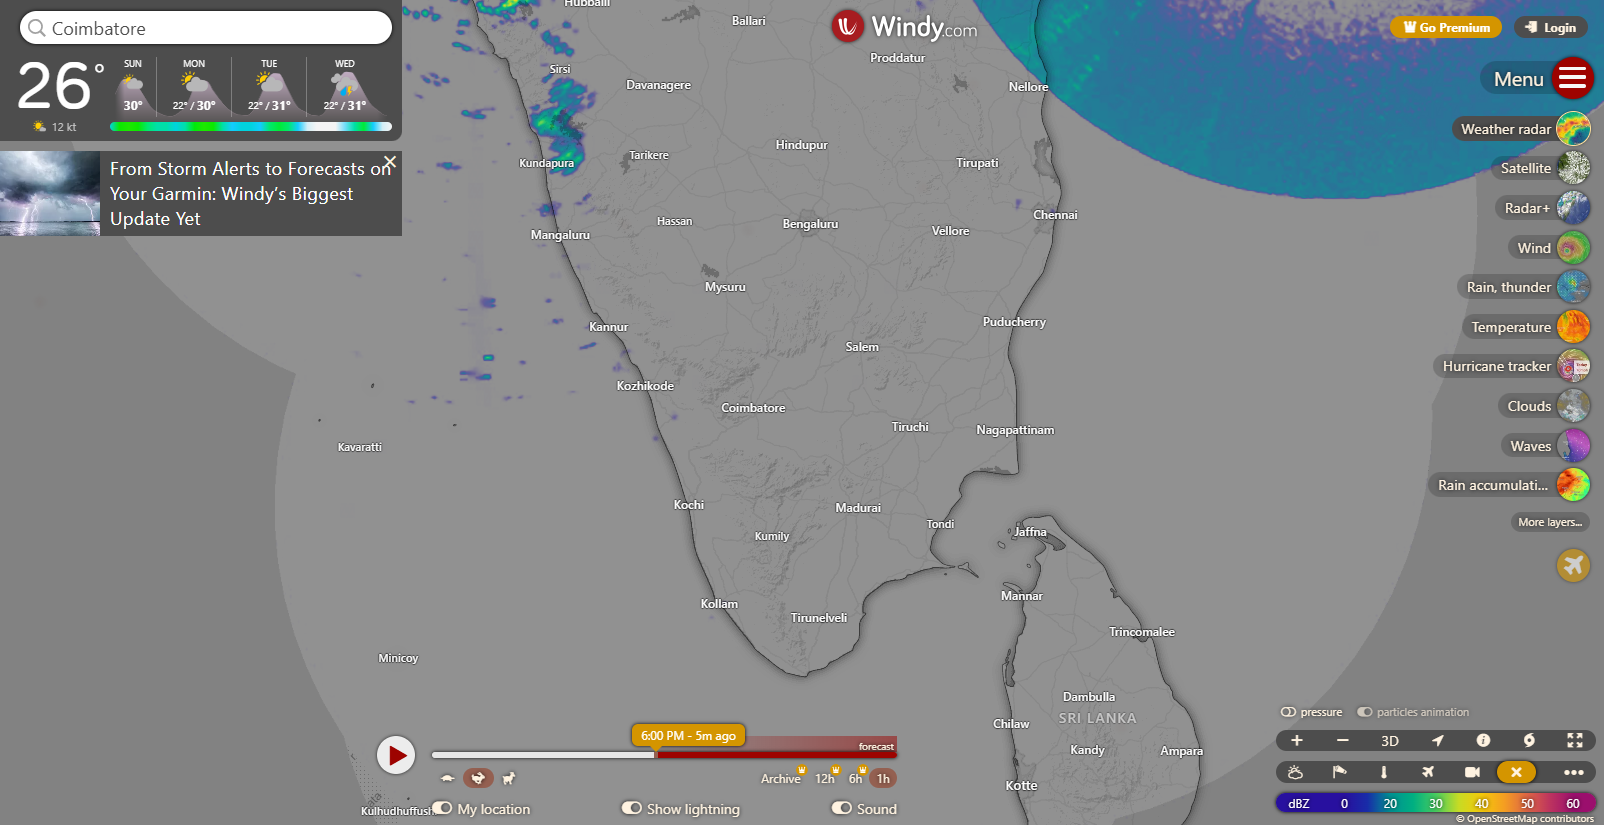 Coimbatore
26°
12 kt
SUN MON TUE WED
30° 22° / 30° 22° / 31° 22° / 31°
From Storm Alerts to Forecasts on
Your Garmin: Windy’s Biggest
Update Yet
Windy.com
Go Premium
Login
Menu
Weather radar
Satellite
Radar+
Wind
Rain, thunder
Temperature
Hurricane tracker
Clouds
Waves
Rain accumulati...
More layers...
Hubballi
Ballari
Proddatur
Sirsi
Davanagere
Nellore
Hindupur
Tarikere
Kundapura
Tirupati
Hassan
Bengaluru
Chennai
Mangaluru
Vellore
Mysuru
Kannur
Puducherry
Salem
Kozhikode
Coimbatore
Tiruchi
Nagapattinam
Kavaratti
Kochi
Madurai
Tondi
Jaffna
Kumily
Kollam
Mannar
Tirunelveli
Trincomalee
Minicoy
Dambulla
Chilaw
SRI LANKA
Kandy
Ampara
Kotte
Kulhudhuffushi
6:00 PM - 5m ago
forecast
Archive 12h 6h 1h
My location
Show lightning
Sound
pressure
particles animation
+ − 3D
dBZ 0 20 30 40 50 60
© OpenStreetMap contributors